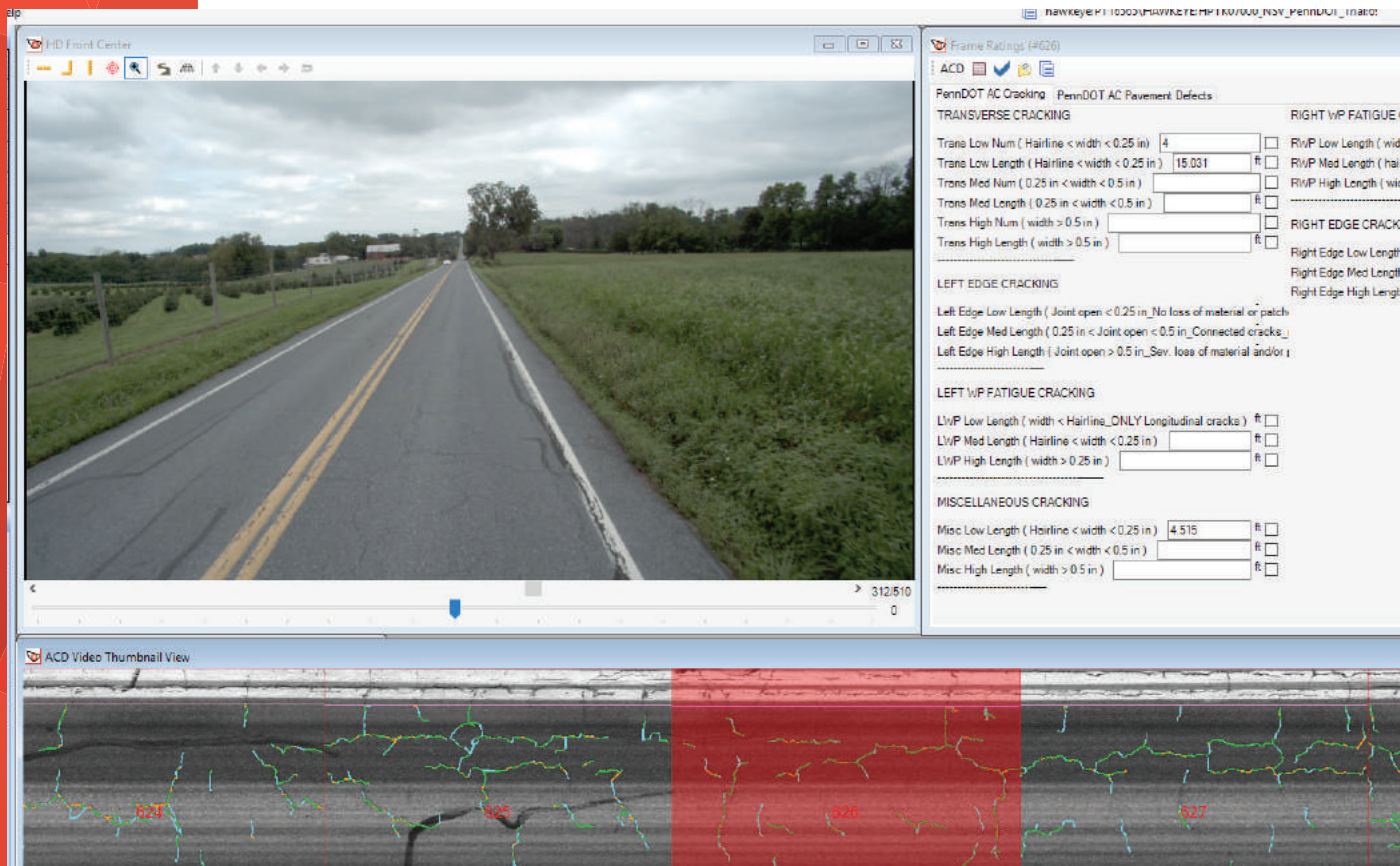 elp
HD Front Center
312/510
0
Frame Ratings (#626)
ACD
PennDOT AC Cracking PennDOT AC Pavement Defects
TRANSVERSE CRACKING
Trans Low Num ( Hairline < width < 0.25 in) 4
Trans Low Length ( Hairline < width < 0.25 in ) 15.031 ft
Trans Med Num ( 0.25 in < width < 0.5 in )
Trans Med Length ( 0.25 in < width < 0.5 in ) ft
Trans High Num ( width > 0.5 in )
Trans High Length ( width > 0.5 in ) ft
LEFT EDGE CRACKING
Left Edge Low Length ( Joint open < 0.25 in_No loss of material or patch
Left Edge Med Length ( 0.25 in < Joint open < 0.5 in_Connected cracks_
Left Edge High Length ( Joint open > 0.5 in_Sev. loss of material and/or
LEFT WP FATIGUE CRACKING
LWP Low Length ( width < Hairline_ONLY Longitudinal cracks ) ft
LWP Med Length ( Hairline < width < 0.25 in ) ft
LWP High Length ( width > 0.25 in ) ft
MISCELLANEOUS CRACKING
Misc Low Length ( Hairline < width < 0.25 in ) 4.515 ft
Misc Med Length ( 0.25 in < width < 0.5 in ) ft
Misc High Length ( width > 0.5 in ) ft
RIGHT WP FATIGUE
RWP Low Length ( wid
RWP Med Length ( hai
RWP High Length ( wi
RIGHT EDGE CRACK
Right Edge Low Length
Right Edge Med Length
Right Edge High Lengt
ACD Video Thumbnail View
624 625 626 627